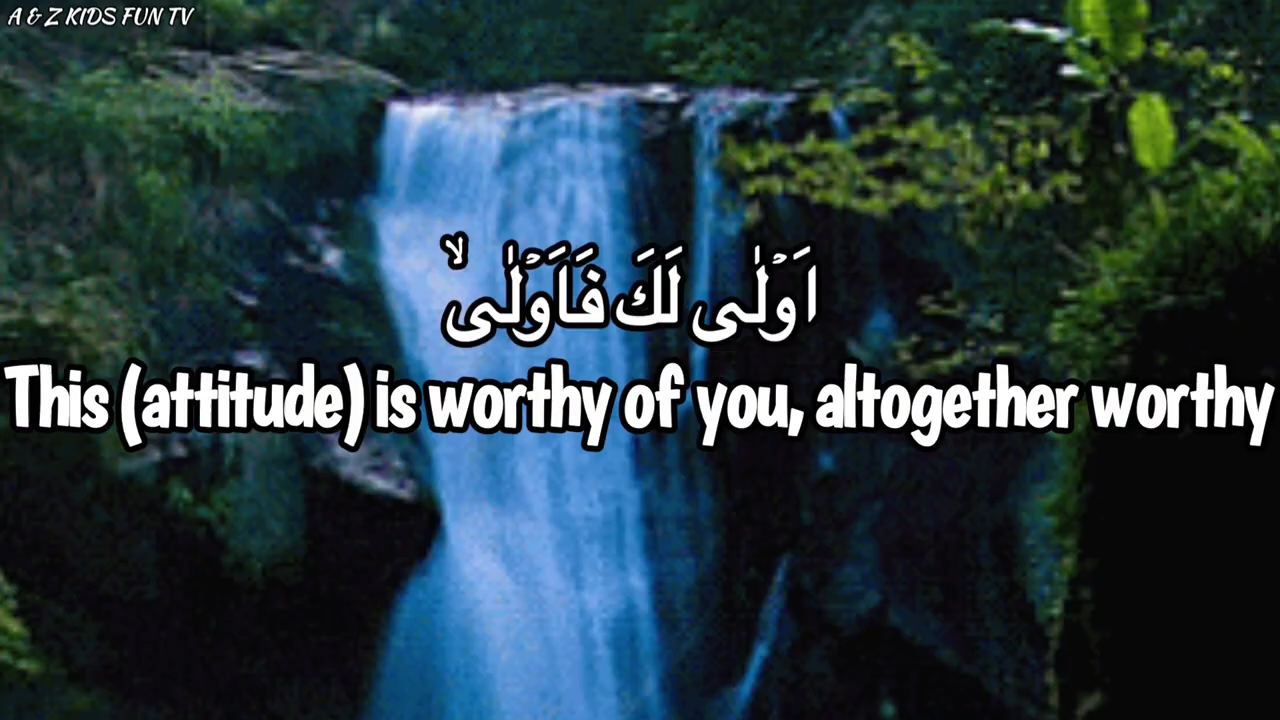 A & Z KIDS FUN TV
اَوْلٰى لَكَ فَاَوْلٰىۙ
This (attitude) is worthy of you, altogether worthy